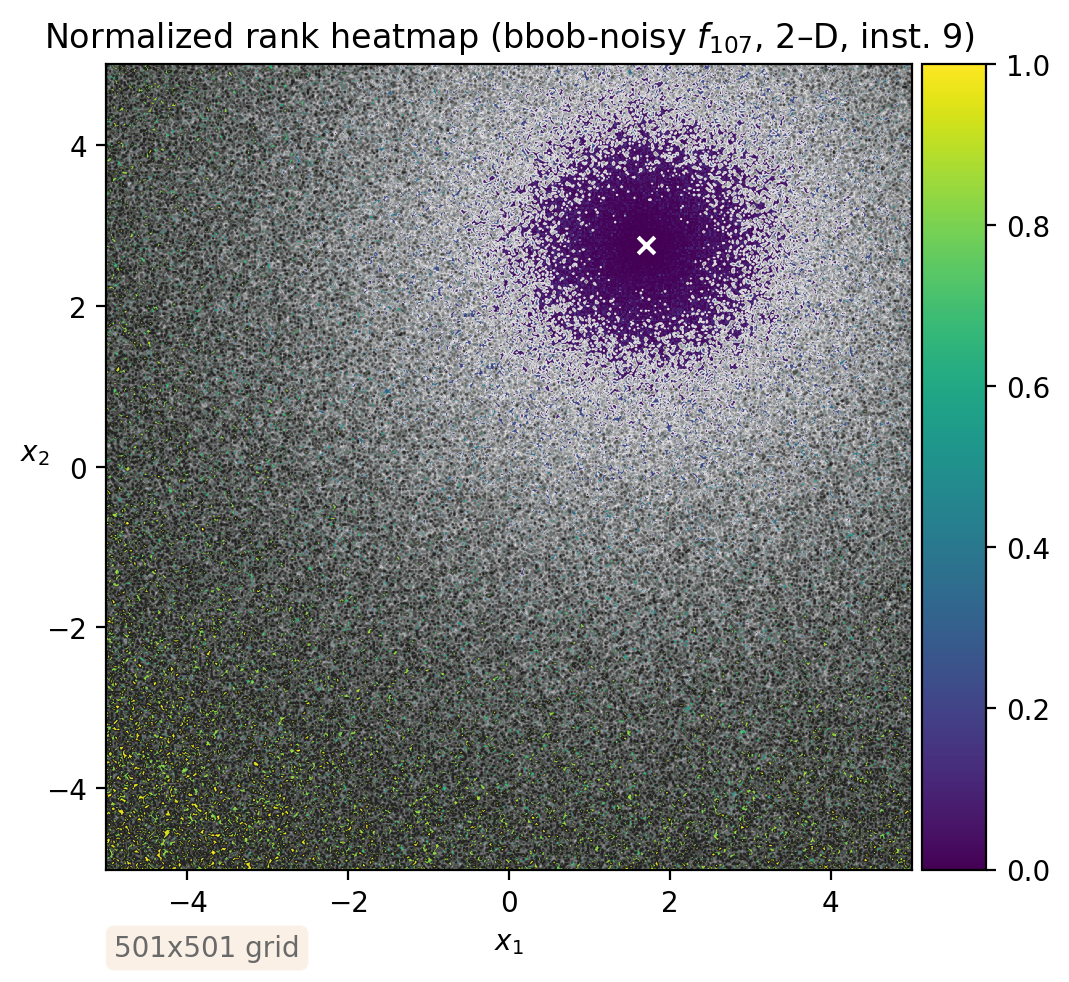 Normalized rank heatmap (bbob-noisy f₁₀₇, 2–D, inst. 9)
1.0
0.8
0.6
0.4
0.2
0.0
4
2
0
−2
−4
x₂
−4 −2 0 2 4
x₁
501x501 grid